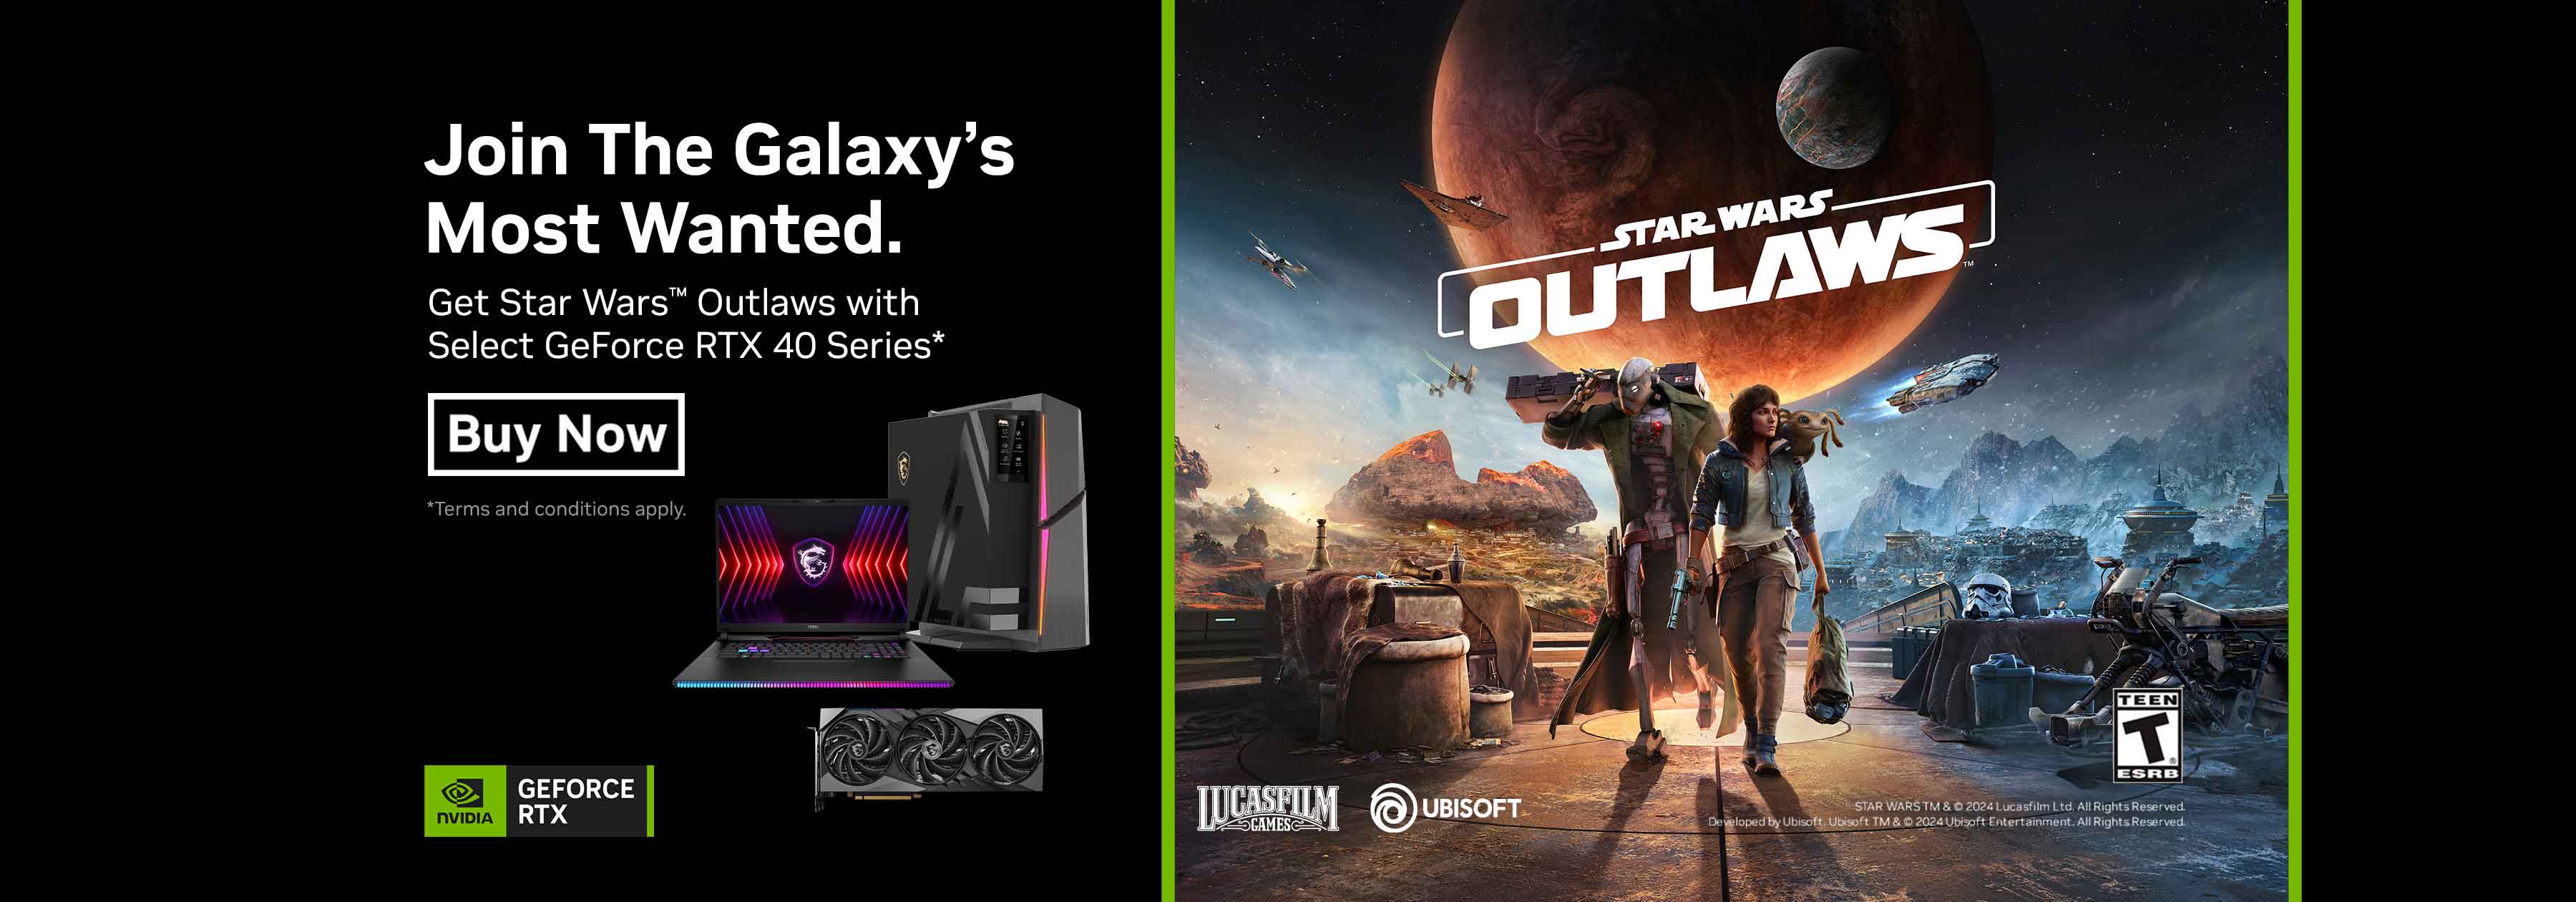 Join The Galaxy's
Most Wanted.
Get Star Wars™ Outlaws with
Select GeForce RTX 40 Series*
Buy Now
*Terms and conditions apply.
NVIDIA
GEFORCE
RTX
STAR WARS
OUTLAWS™
LUCASFILM
GAMES
UBISOFT
TEEN
T®
ESRB
STAR WARS TM & © 2024 Lucasfilm Ltd. All Rights Reserved.
Developed by Ubisoft. Ubisoft TM & © 2024 Ubisoft Entertainment. All Rights Reserved.